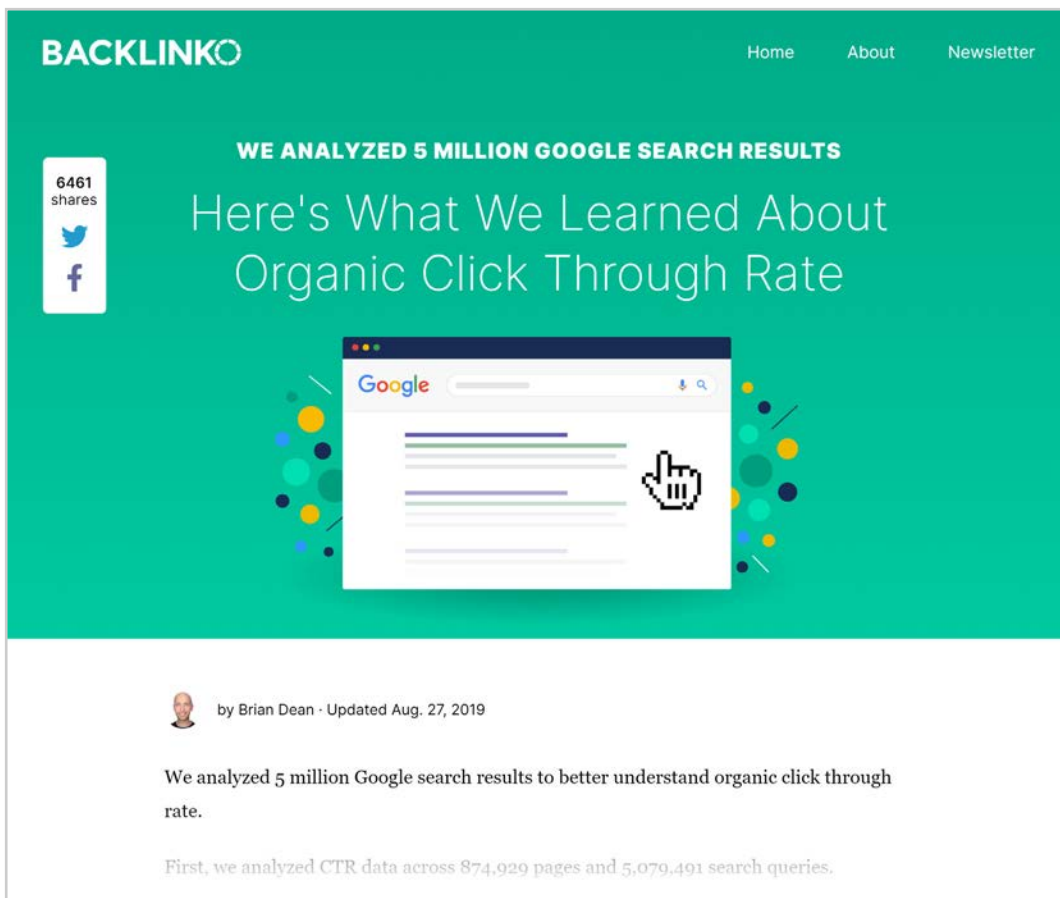 BACKLINKO
Home About Newsletter
WE ANALYZED 5 MILLION GOOGLE SEARCH RESULTS
6461
shares
Here's What We Learned About
Organic Click Through Rate
Google
by Brian Dean · Updated Aug. 27, 2019
We analyzed 5 million Google search results to better understand organic click through
rate.
First, we analyzed CTR data across 874,929 pages and 5,079,491 search queries.